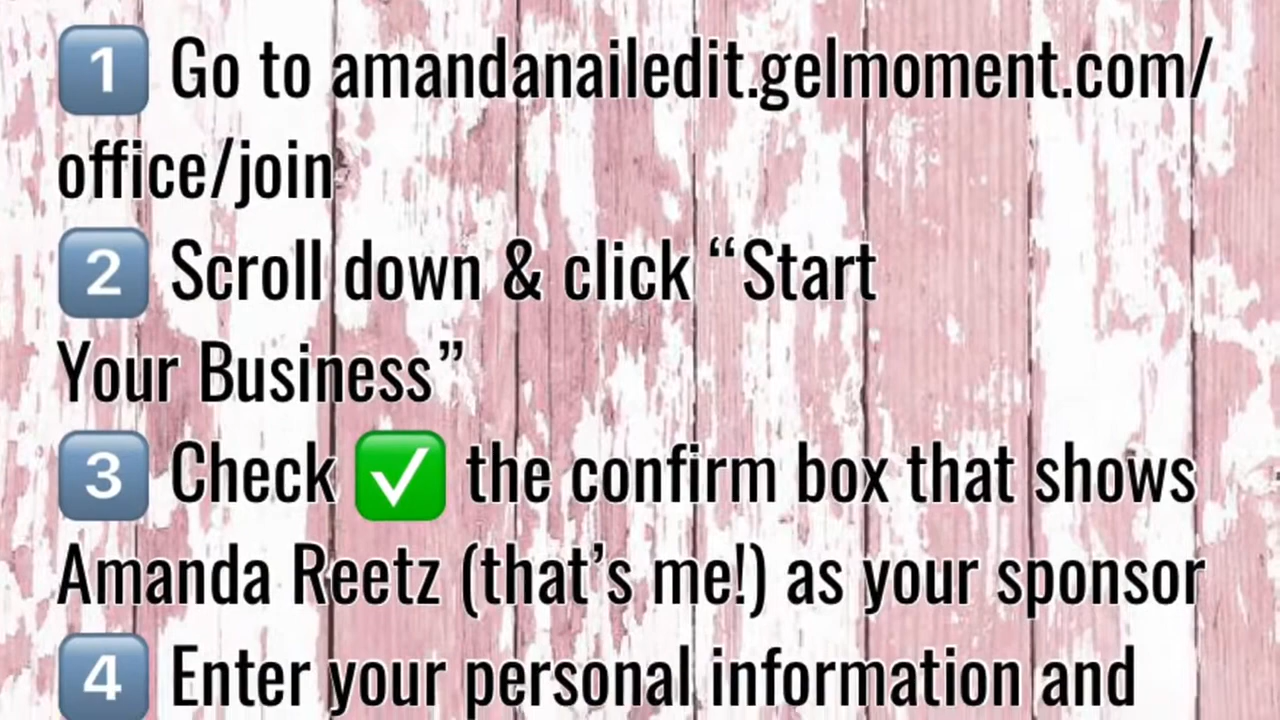 1️⃣ Go to amandanailedit.gelmoment.com/
office/join
2️⃣ Scroll down & click “Start
Your Business”
3️⃣ Check ✅ the confirm box that shows
Amanda Reetz (that’s me!) as your sponsor
4️⃣ Enter your personal information and